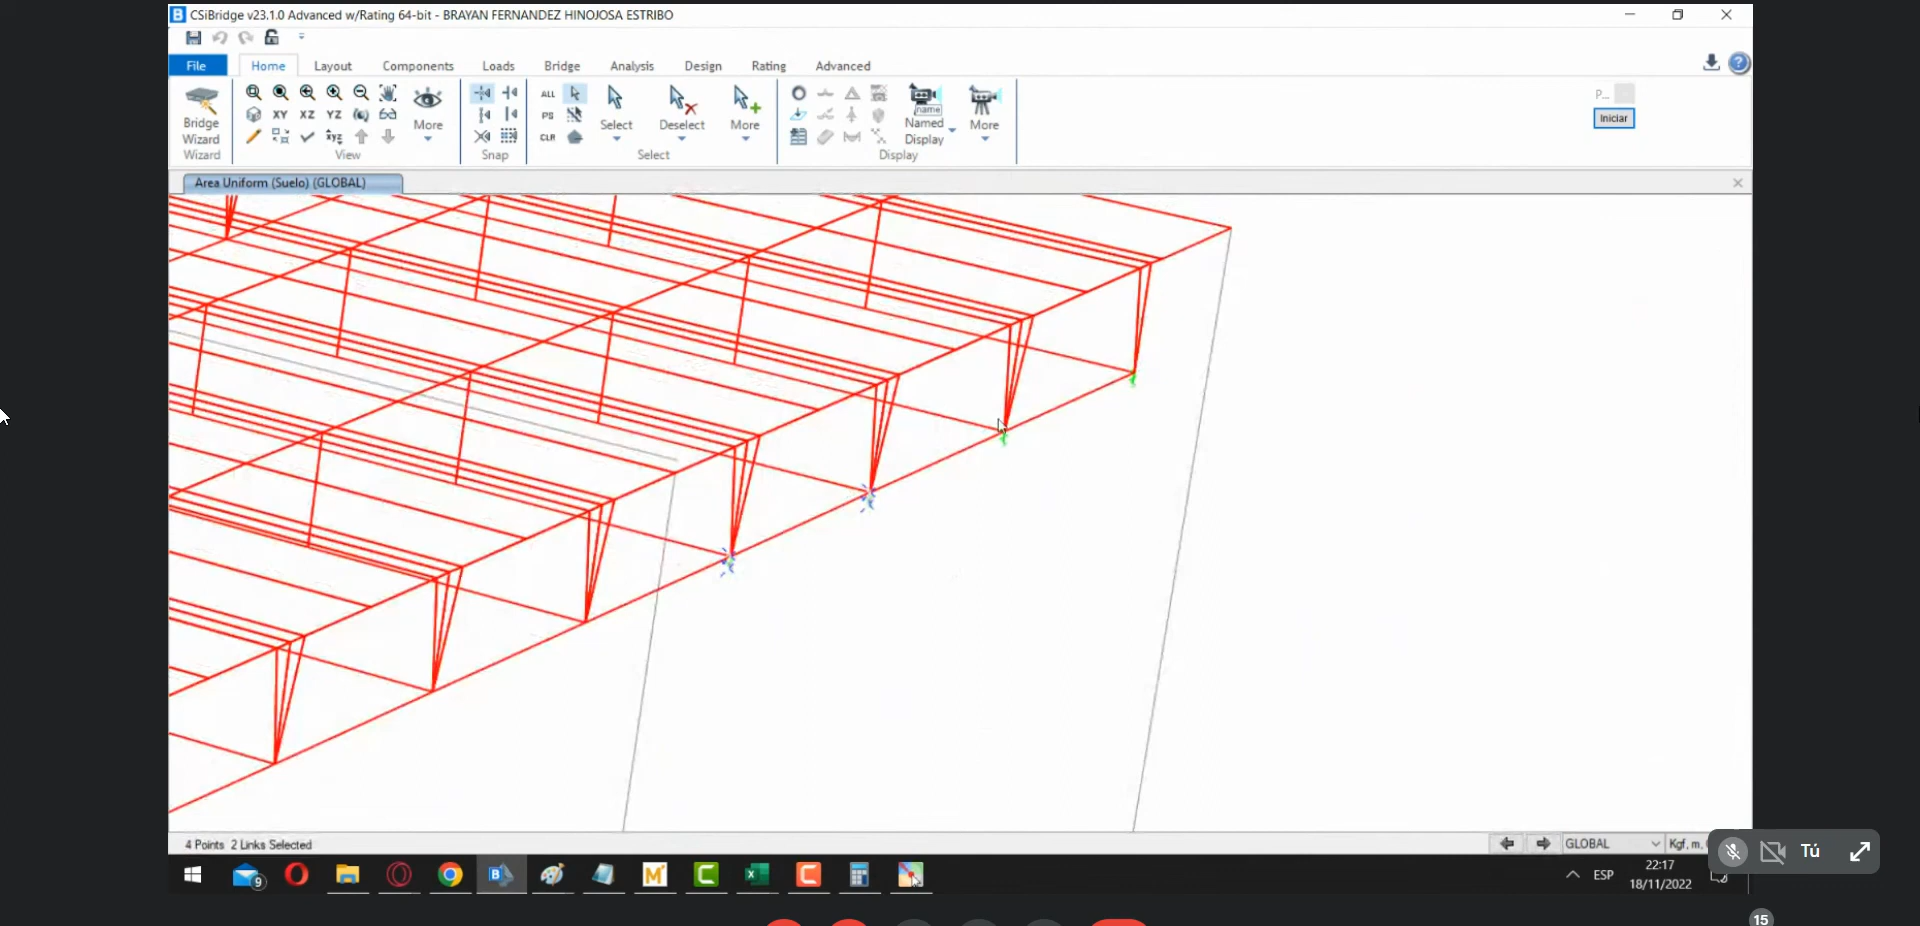 CSiBridge v23.1.0 Advanced w/Rating 64-bit - BRAYAN FERNANDEZ HINOJOSA ESTRIBO
File Home Layout Components Loads Bridge Analysis Design Rating Advanced
Bridge Wizard
Wizard
XY XZ YZ
xyz
More
View
Snap
ALL
PS
CLR
Select
Deselect
More
Select
name
Named Display
More
Display
P...
Iniciar
Area Uniform (Suelo) (GLOBAL)
4 Points 2 Links Selected
GLOBAL
Kgf, m,
Tú
9
ESP
22:17
18/11/2022
15